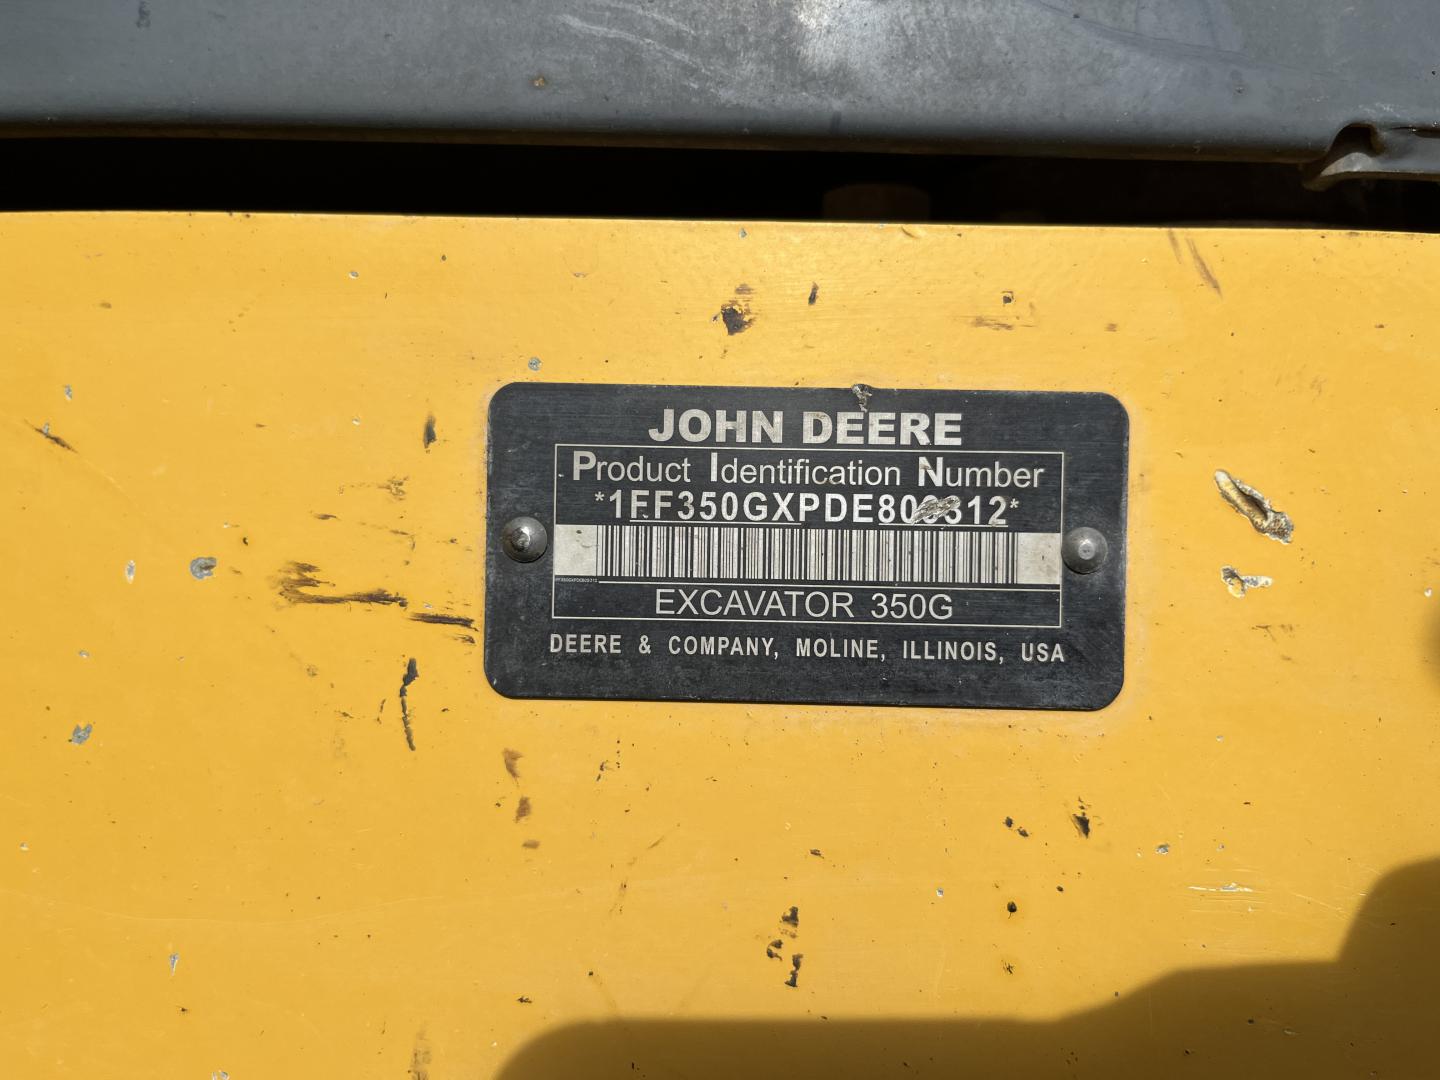 JOHN DEERE
Product Identification Number
EXCAVATOR 350G
DEERE & COMPANY, MOLINE, ILLINOIS, USA